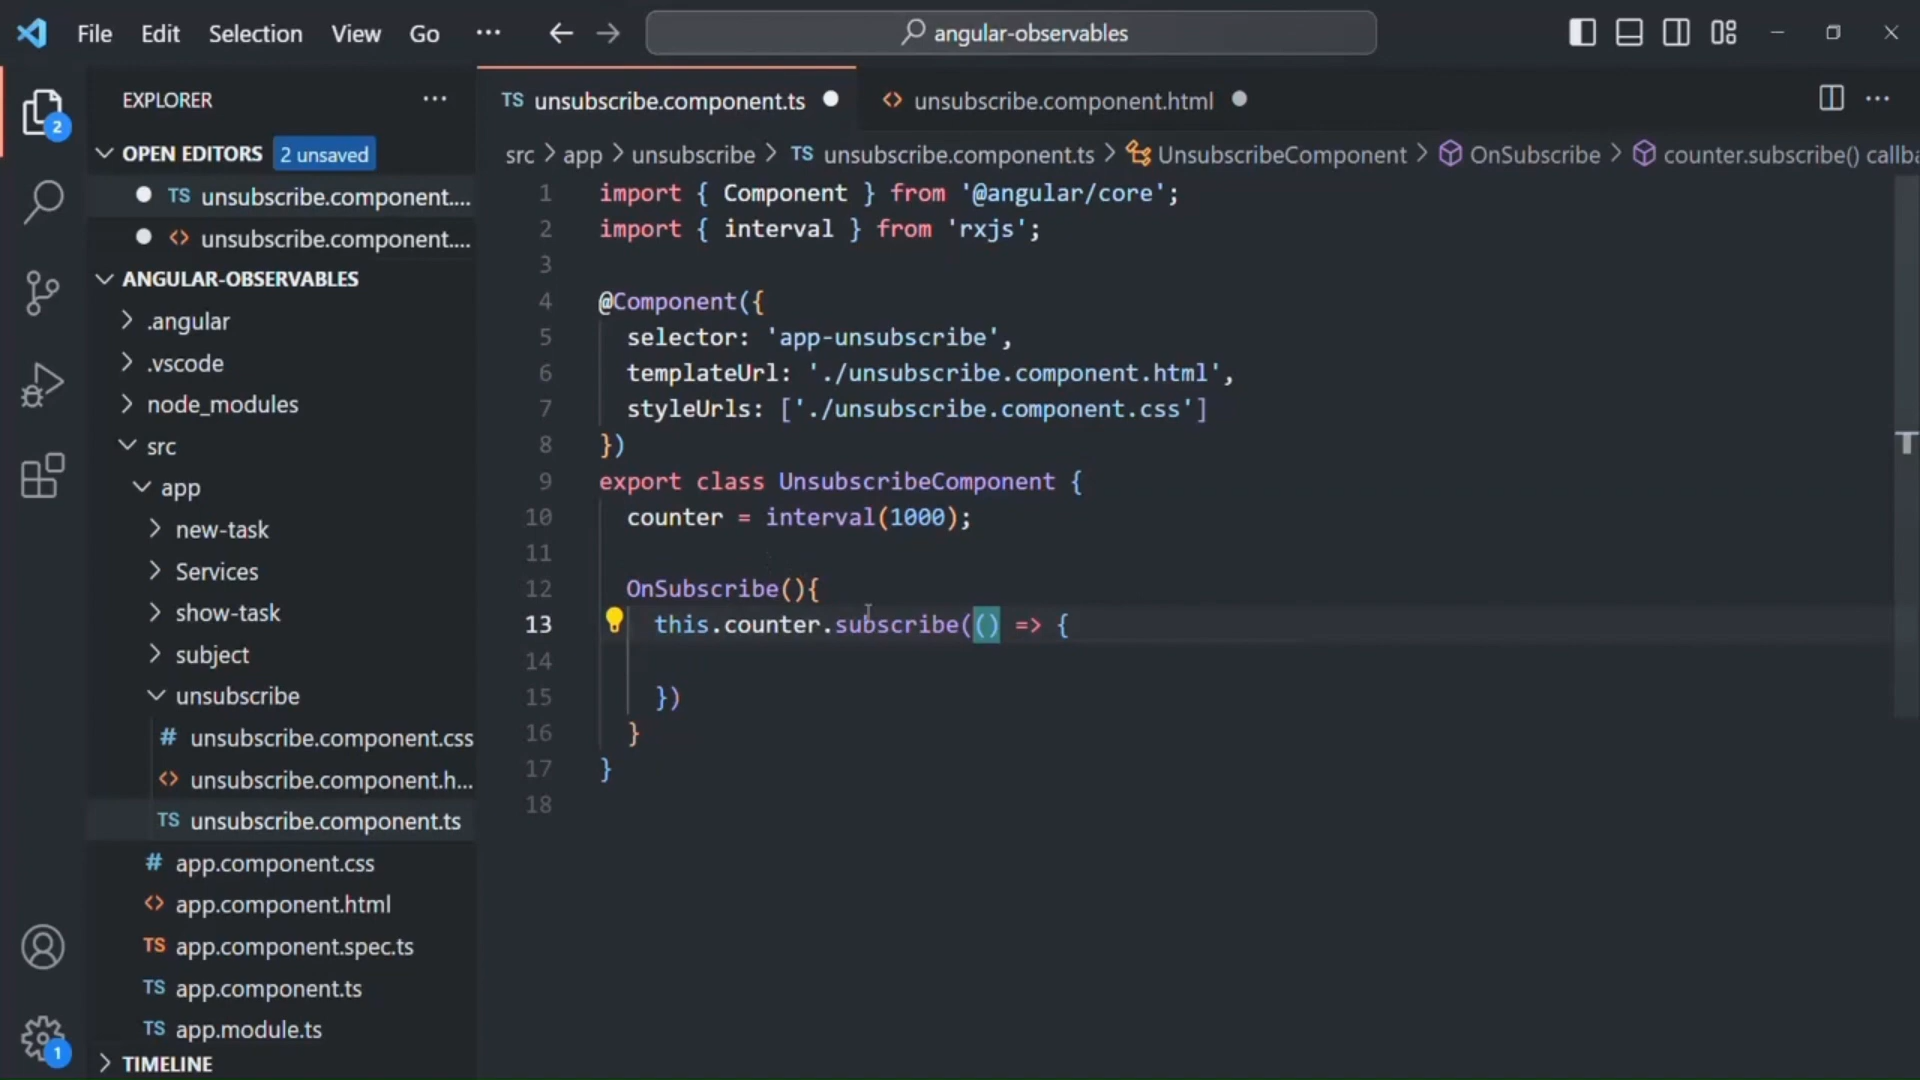 File Edit Selection View Go ··· angular-observables
EXPLORER ···
OPEN EDITORS 2 unsaved
TS unsubscribe.component....
<> unsubscribe.component....
ANGULAR-OBSERVABLES
.angular
.vscode
node_modules
src
app
new-task
Services
show-task
subject
unsubscribe
# unsubscribe.component.css
<> unsubscribe.component.h...
TS unsubscribe.component.ts
# app.component.css
<> app.component.html
TS app.component.spec.ts
TS app.component.ts
TS app.module.ts
TIMELINE
2
1
TS unsubscribe.component.ts <> unsubscribe.component.html ···
src > app > unsubscribe > TS unsubscribe.component.ts > UnsubscribeComponent > OnSubscribe > counter.subscribe() callba
1 import { Component } from '@angular/core';
2 import { interval } from 'rxjs';
3
4 @Component({
5 selector: 'app-unsubscribe',
6 templateUrl: './unsubscribe.component.html',
7 styleUrls: ['./unsubscribe.component.css']
8 })
9 export class UnsubscribeComponent {
10 counter = interval(1000);
11
12 OnSubscribe(){
13 this.counter.subscribe(() => {
14
15 })
16 }
17 }
18